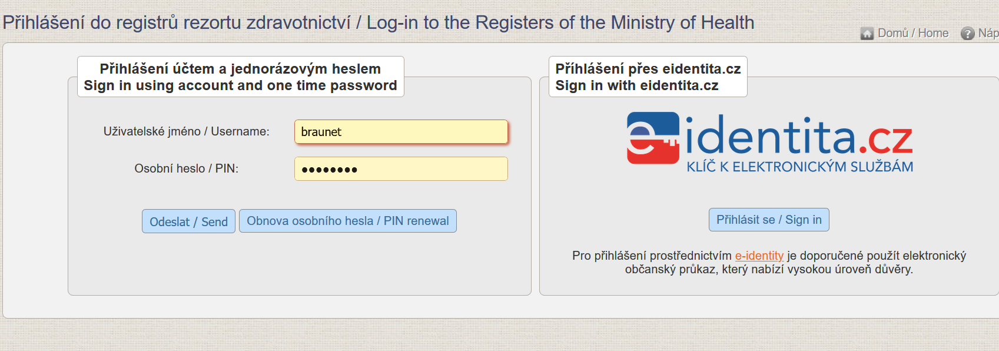 Přihlášení do registrů rezortu zdravotnictví / Log-in to the Registers of the Ministry of Health
Domů / Home
Přihlášení účtem a jednorázovým heslem
Sign in using account and one time password
Uživatelské jméno / Username:
braunet
Osobní heslo / PIN:
Odeslat / Send
Obnova osobního hesla / PIN renewal
Příhlášení přes eidentita.cz
Sign in with eidentita.cz
eidentita.cz
KLÍČ K ELEKTRONICKÝM SLUŽBÁM
Přihlásit se / Sign in
Pro přihlášení prostřednictvím e-identity je doporučené použít elektronický
občanský průkaz, který nabízí vysokou úroveň důvěry.